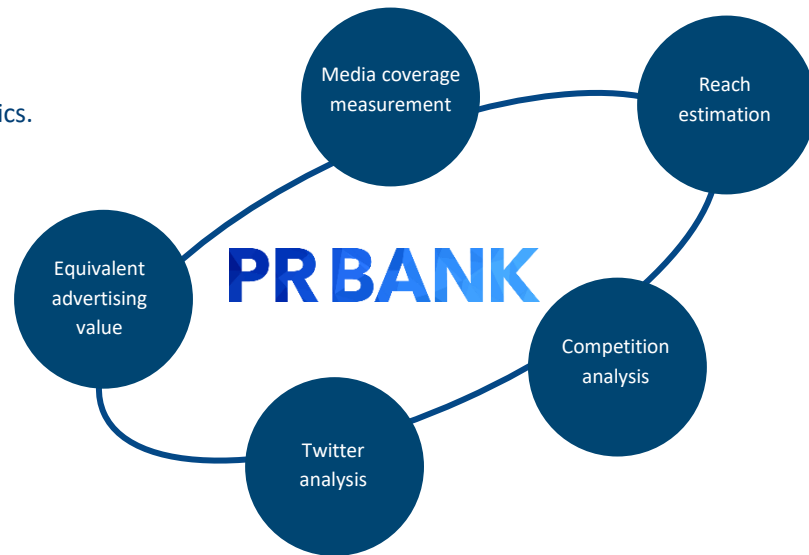 Media coverage
measurement
Reach
estimation
ics.
Equivalent
advertising
value
PR BANK
Competition
analysis
Twitter
analysis